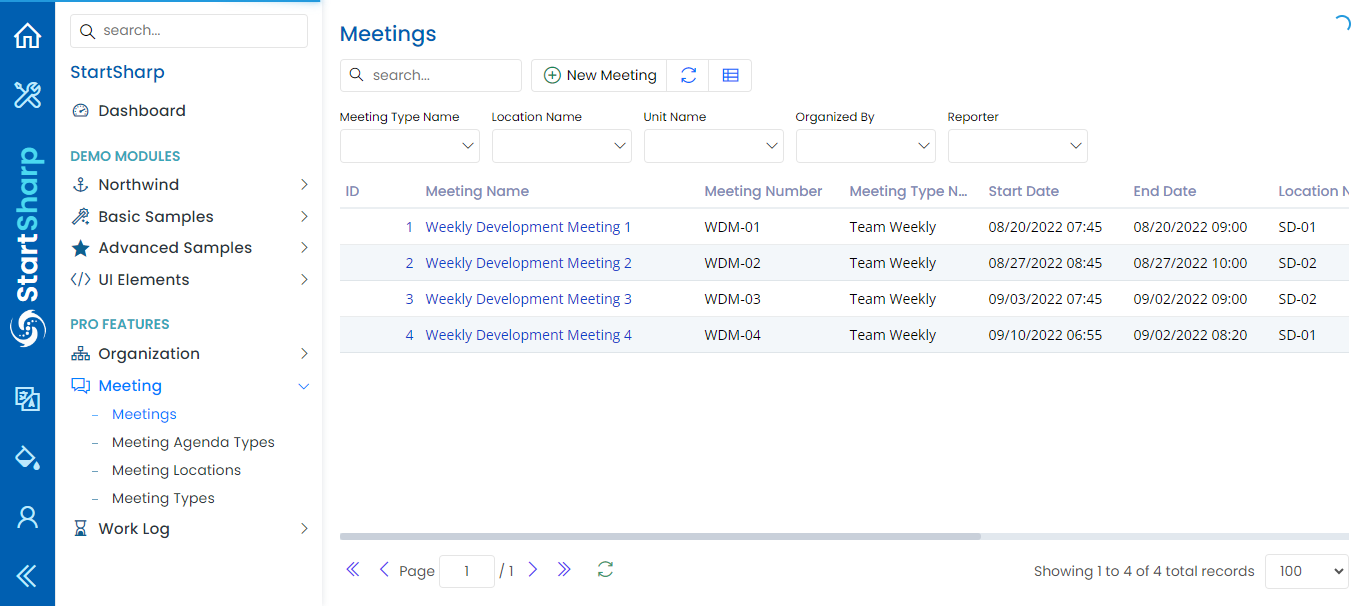 StartSharp
search...
StartSharp
Dashboard
DEMO MODULES
Northwind
Basic Samples
Advanced Samples
UI Elements
PRO FEATURES
Organization
Meeting
Meetings
Meeting Agenda Types
Meeting Locations
Meeting Types
Work Log
Meetings
search...
New Meeting
Meeting Type Name Location Name Unit Name Organized By Reporter
ID Meeting Name Meeting Number Meeting Type N... Start Date End Date Location N
1 Weekly Development Meeting 1 WDM-01 Team Weekly 08/20/2022 07:45 08/20/2022 09:00 SD-01
2 Weekly Development Meeting 2 WDM-02 Team Weekly 08/27/2022 08:45 08/27/2022 10:00 SD-02
3 Weekly Development Meeting 3 WDM-03 Team Weekly 09/03/2022 07:45 09/02/2022 09:00 SD-02
4 Weekly Development Meeting 4 WDM-04 Team Weekly 09/10/2022 06:55 09/02/2022 08:20 SD-01
Page 1 / 1 Showing 1 to 4 of 4 total records 100